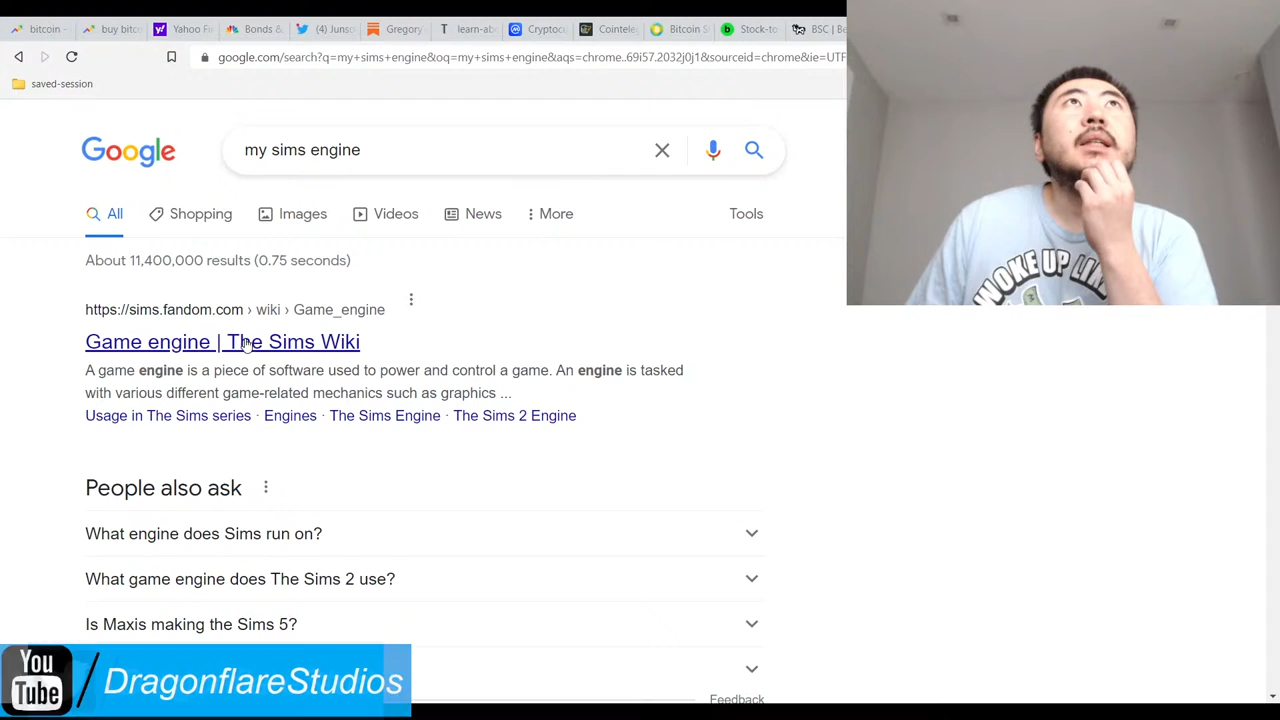 bitcoin
buy bitc
Yahoo Fi
Bonds &
(4) Junso
Gregory
learn-ab
Cryptoc
Cointele
Bitcoin S
Stock-to
BSC | Be
google.com/search?q=my+sims+engine&oq=my+sims+engine&aqs=chrome..69i57.2032j0j1&sourceid=chrome&ie=UTF
saved-session
Google
my sims engine
All
Shopping
Images
Videos
News
More
Tools
About 11,400,000 results (0.75 seconds)
https://sims.fandom.com › wiki › Game_engine
Game engine | The Sims Wiki
A game engine is a piece of software used to power and control a game. An engine is tasked
with various different game-related mechanics such as graphics ...
Usage in The Sims series · Engines · The Sims Engine · The Sims 2 Engine
People also ask
What engine does Sims run on?
What game engine does The Sims 2 use?
Is Maxis making the Sims 5?
Feedback
You
Tube
/ DragonflareStudios
WOKE UP LIKE